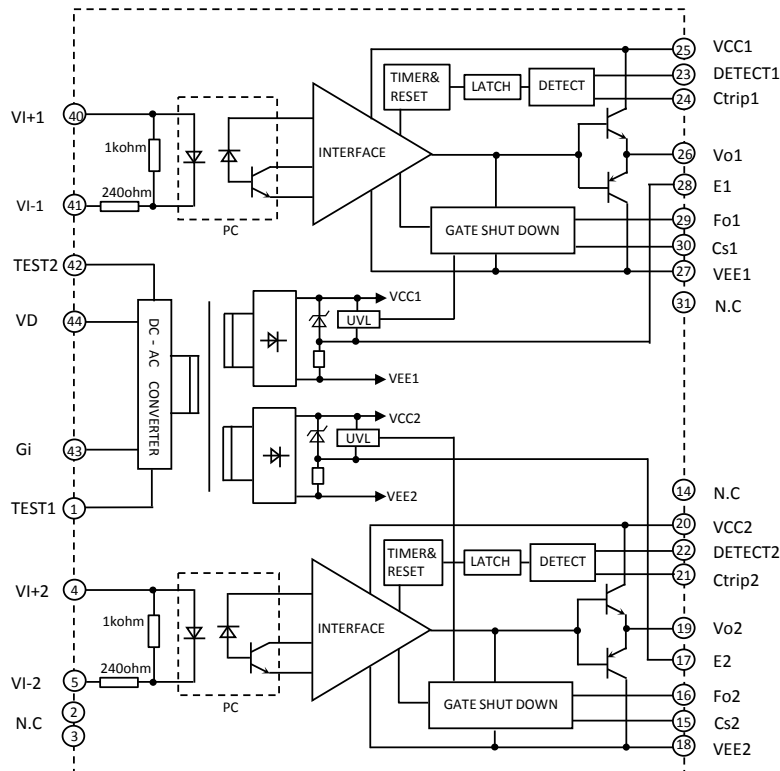 VCC1
25
TIMER&
RESET
LATCH
DETECT
23
DETECT1
24
Ctrip1
VI+1
40
1kohm
INTERFACE
26
Vo1
28
E1
VI-1
41
240ohm
PC
GATE SHUT DOWN
29
Fo1
30
Cs1
27
VEE1
TEST2
42
31
N.C
VCC1
UVL
VD
44
DC - AC CONVERTER
VEE1
VCC2
UVL
Gi
43
VEE2
14
N.C
TEST1
1
20
VCC2
TIMER&
RESET
LATCH
DETECT
22
DETECT2
21
Ctrip2
VI+2
4
1kohm
INTERFACE
19
Vo2
17
E2
VI-2
5
240ohm
PC
GATE SHUT DOWN
16
Fo2
N.C
2
3
15
Cs2
18
VEE2